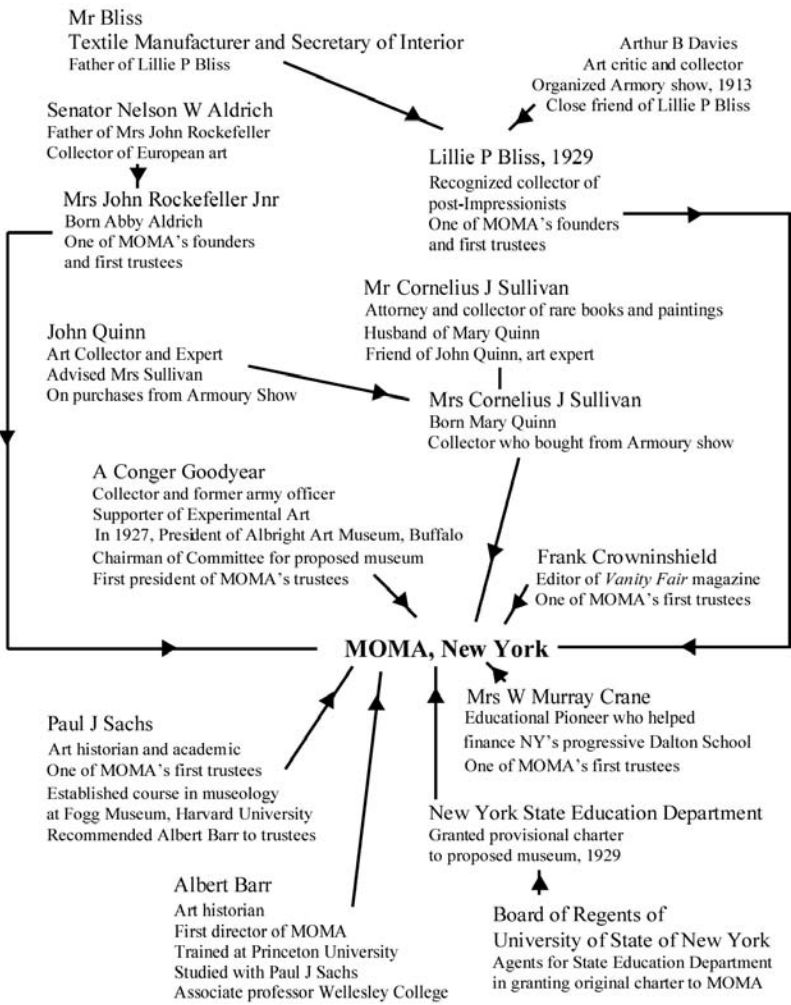 Mr Bliss
Textile Manufacturer and Secretary of Interior
Father of Lillie P Bliss
Arthur B Davies
Art critic and collector
Organized Armory show, 1913
Close friend of Lillie P Bliss
Senator Nelson W Aldrich
Father of Mrs John Rockefeller
Collector of European art
Lillie P Bliss, 1929
Recognized collector of
post-Impressionists
One of MOMA's founders
and first trustees
Mrs John Rockefeller Jnr
Born Abby Aldrich
One of MOMA's founders
and first trustees
Mr Cornelius J Sullivan
Attorney and collector of rare books and paintings
Husband of Mary Quinn
Friend of John Quinn, art expert
John Quinn
Art Collector and Expert
Advised Mrs Sullivan
On purchases from Armoury Show
Mrs Cornelius J Sullivan
Born Mary Quinn
Collector who bought from Armoury show
A Conger Goodyear
Collector and former army officer
Supporter of Experimental Art
In 1927, President of Albright Art Museum, Buffalo
Chairman of Committee for proposed museum
First president of MOMA's trustees
Frank Crowninshield
Editor of Vanity Fair magazine
One of MOMA's first trustees
MOMA, New York
Mrs W Murray Crane
Educational Pioneer who helped
finance NY's progressive Dalton School
One of MOMA's first trustees
Paul J Sachs
Art historian and academic
One of MOMA's first trustees
Established course in museology
at Fogg Museum, Harvard University
Recommended Albert Barr to trustees
New York State Education Department
Granted provisional charter
to proposed museum, 1929
Albert Barr
Art historian
First director of MOMA
Trained at Princeton University
Studied with Paul J Sachs
Associate professor Wellesley College
Board of Regents of
University of State of New York
Agents for State Education Department
in granting original charter to MOMA